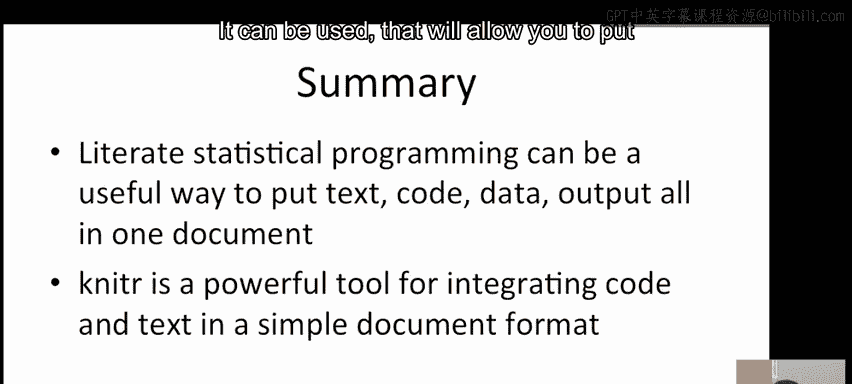 It can be used, that will allow you to put
GPT中英字幕课程资源@bilibili.com
Summary
• Literate statistical programming can be a
useful way to put text, code, data, output all
in one document
• knitr is a powerful tool for integrating code
and text in a simple document format